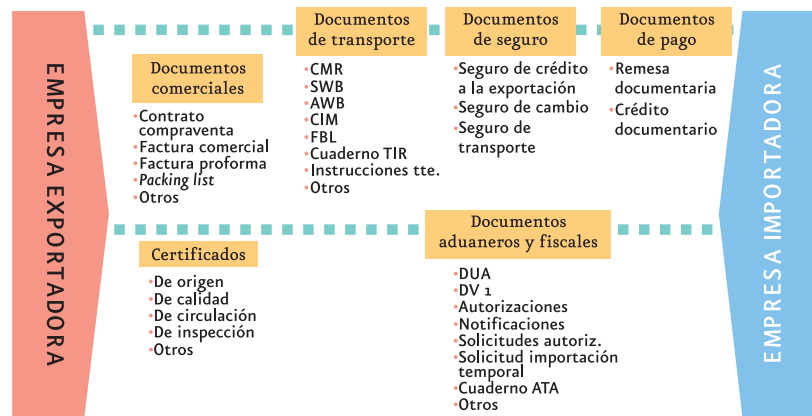 EMPRESA EXPORTADORA
Documentos
comerciales
•Contrato
compraventa
•Factura comercial
•Factura proforma
•Packing list
•Otros
Documentos
de transporte
•CMR
•SWB
•AWB
•CIM
•FBL
•Cuaderno TIR
•Instrucciones tte.
•Otros
Documentos
de seguro
•Seguro de crédito
a la exportación
•Seguro de cambio
•Seguro de
transporte
Documentos
de pago
•Remesa
documentaria
•Crédito
documentario
Certificados
•De origen
•De calidad
•De circulación
•De inspección
•Otros
Documentos
aduaneros y fiscales
•DUA
•DV 1
•Autorizaciones
•Notificaciones
•Solicitudes autoriz.
•Solicitud importación
temporal
•Cuaderno ATA
•Otros
EMPRESA IMPORTADORA